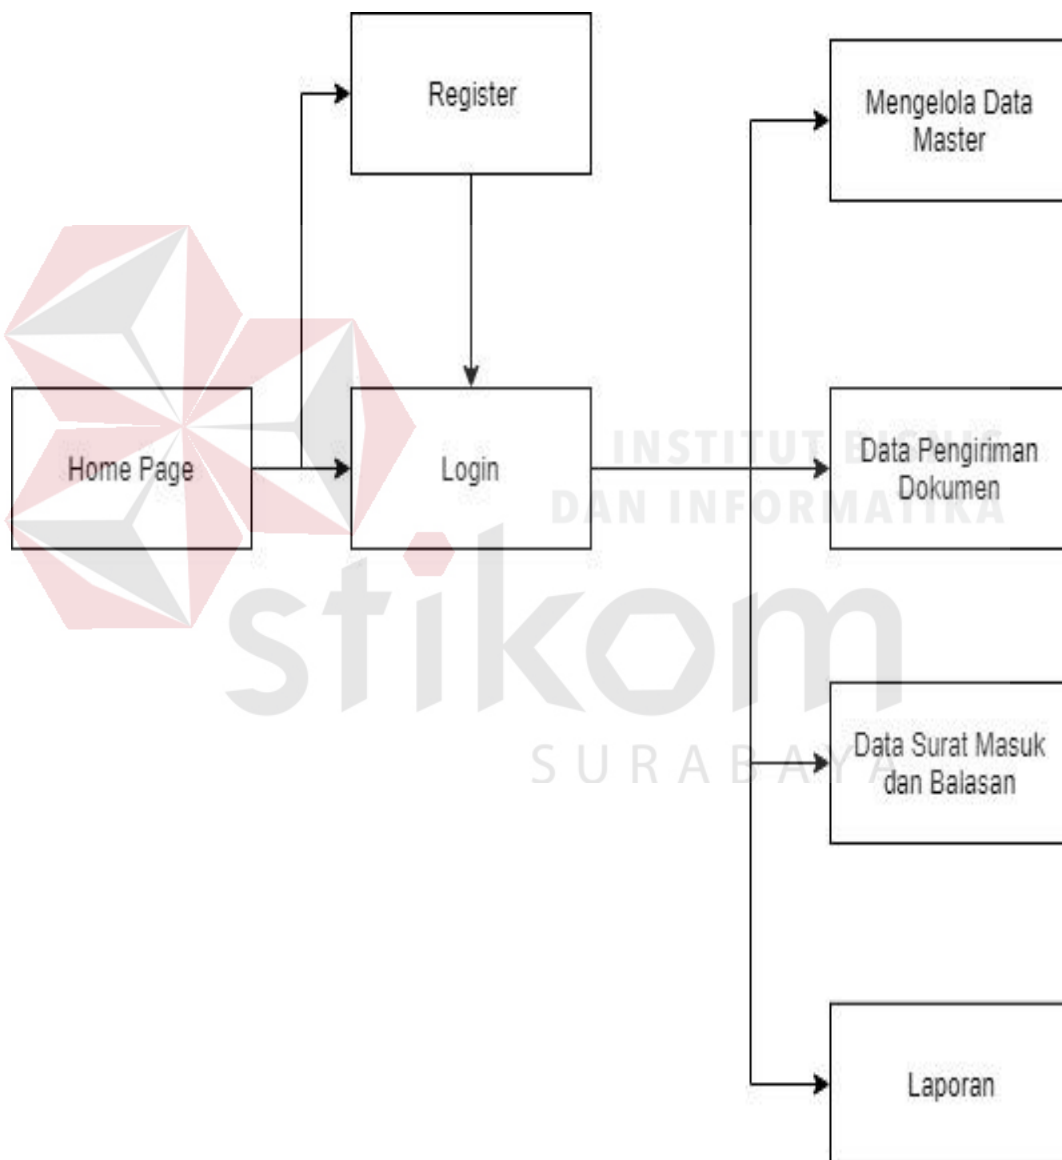 Register
Mengelola Data
Master
Home Page
Login
Data Pengiriman
Dokumen
INSTITUT BISNIS
DAN INFORMATIKA
stikom
SURABAYA
Data Surat Masuk
dan Balasan
Laporan